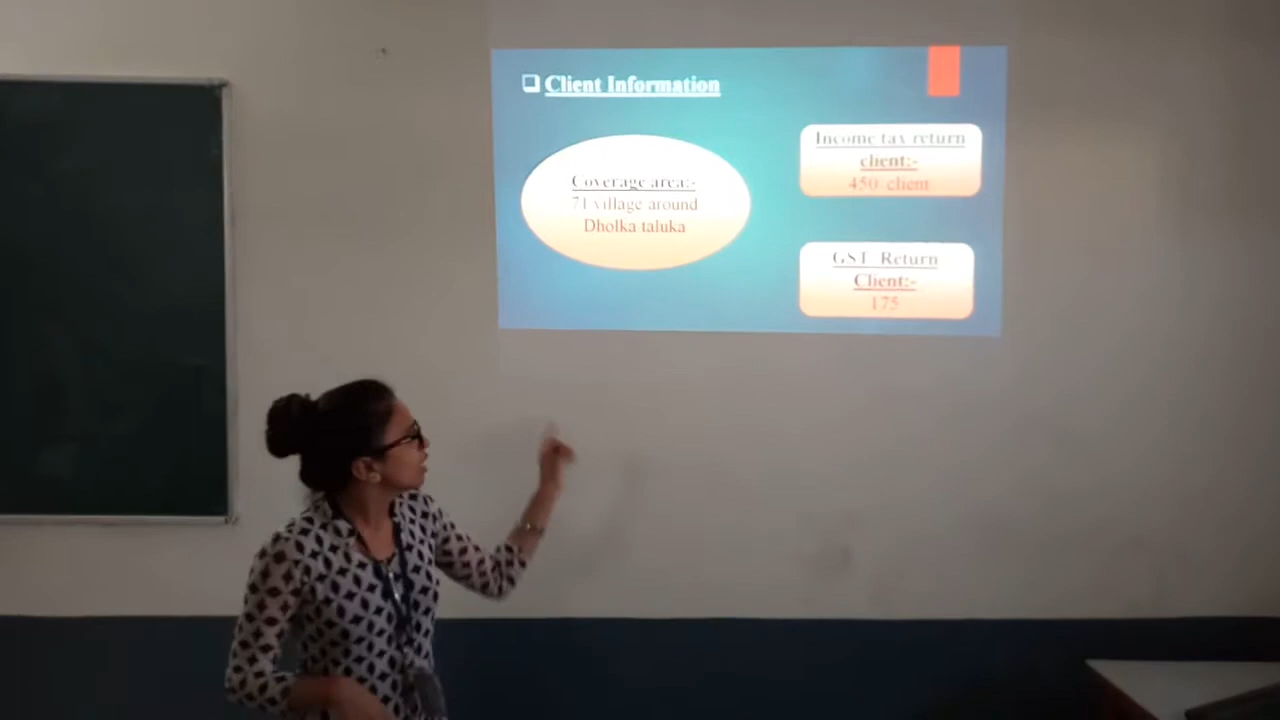 Client Information
Coverage area:-
71 village around
Dholka taluka
Income tax return
client:-
450 client
GST Return
Client:-
175